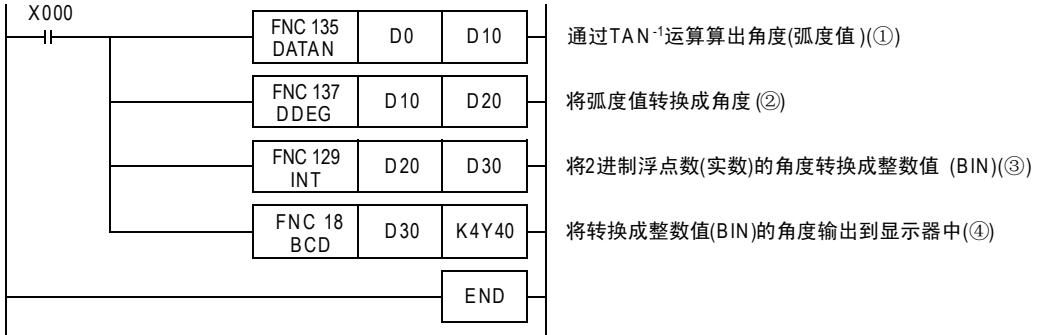 X000
FNC 135 DATAN D0 D10 通过TAN-1运算算出角度(弧度值)(①)
FNC 137 DDEG D10 D20 将弧度值转换成角度(②)
FNC 129 INT D20 D30 将2进制浮点数(实数)的角度转换成整数值 (BIN)(③)
FNC 18 BCD D30 K4Y40 将转换成整数值(BIN)的角度输出到显示器中(④)
END